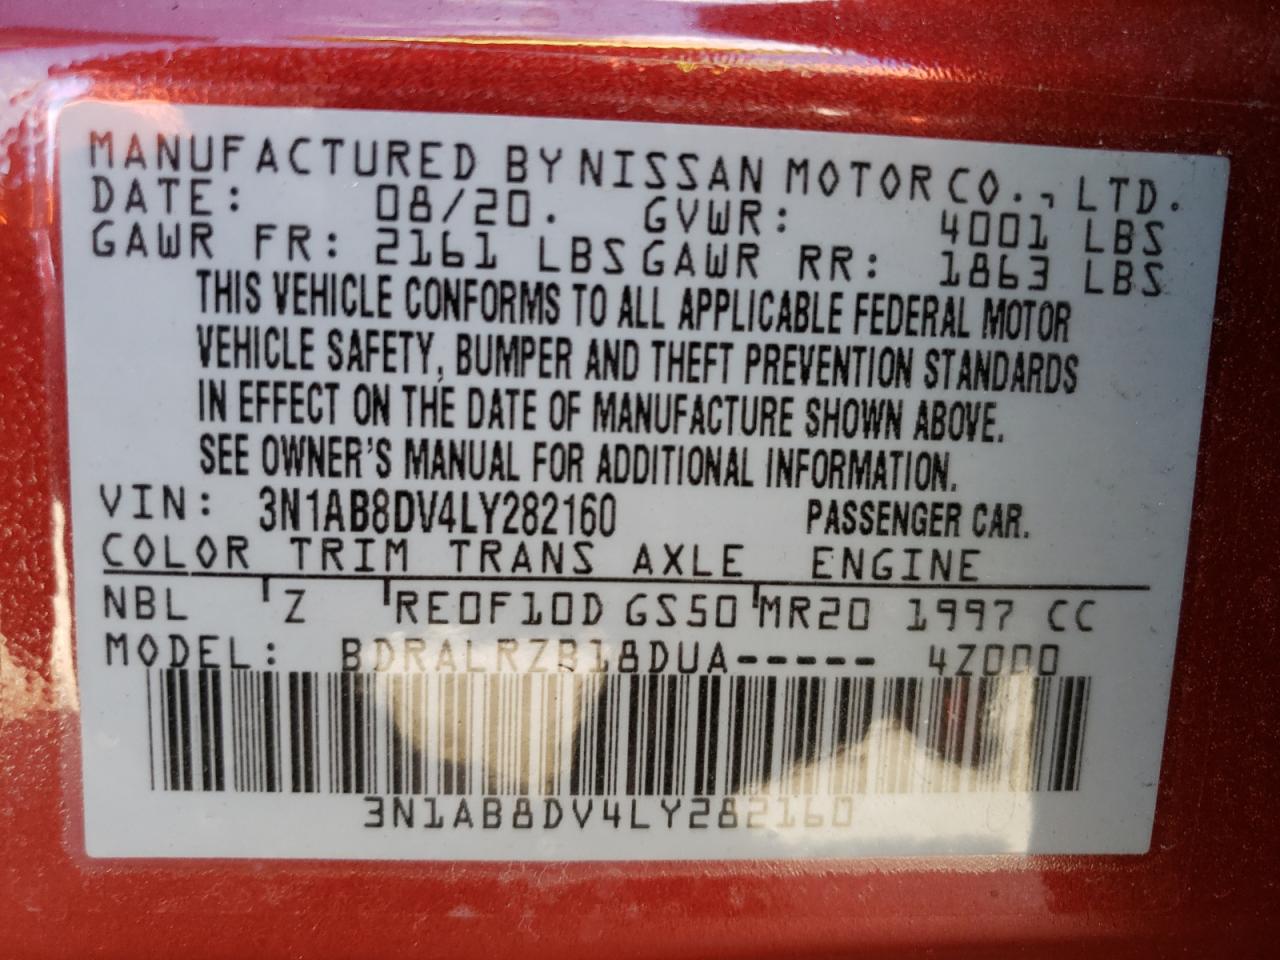 MANUFACTURED BY NISSAN MOTOR CO., LTD.
DATE: 08/20. GVWR: 4001 LBS
GAWR FR: 2161 LBS GAWR RR: 1863 LBS
THIS VEHICLE CONFORMS TO ALL APPLICABLE FEDERAL MOTOR
VEHICLE SAFETY, BUMPER AND THEFT PREVENTION STANDARDS
IN EFFECT ON THE DATE OF MANUFACTURE SHOWN ABOVE.
SEE OWNER'S MANUAL FOR ADDITIONAL INFORMATION.
VIN: 3N1AB8DV4LY282160 PASSENGER CAR.
COLOR TRIM TRANS AXLE ENGINE
NBL Z RE0F10D GS50 MR20 1997 CC
MODEL: BDRALRZB18DUA----- 4Z000
3N1AB8DV4LY282160